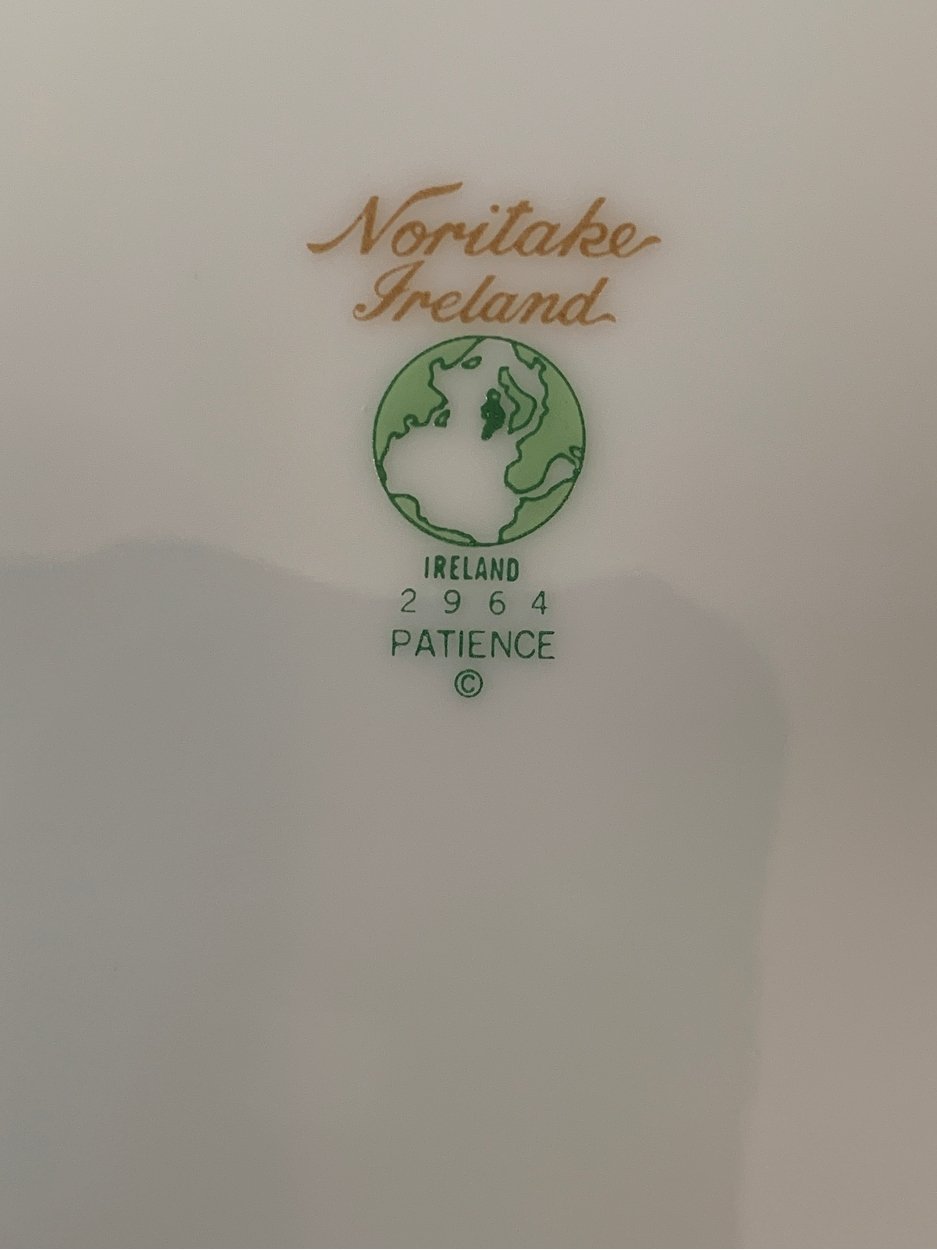 Noritake
Ireland
IRELAND
2964
PATIENCE
©